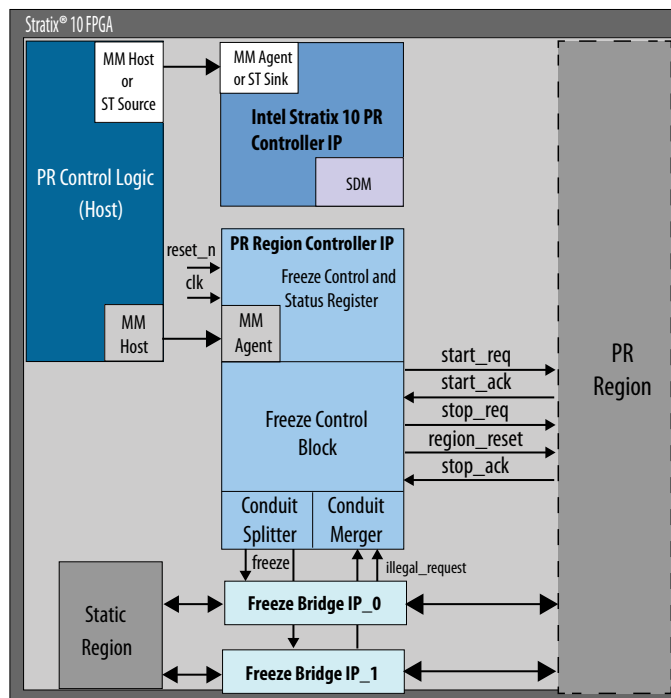 Stratix® 10 FPGA
MM Host
or
ST Source
MM Agent
or ST Sink
Intel Stratix 10 PR
Controller IP
SDM
PR Control Logic
(Host)
MM
Host
reset_n
clk
PR Region Controller IP
Freeze Control and
Status Register
MM
Agent
Freeze Control
Block
Conduit
Splitter
Conduit
Merger
start_req
start_ack
stop_req
region_reset
stop_ack
PR
Region
freeze
illegal_request
Static
Region
Freeze Bridge IP_0
Freeze Bridge IP_1